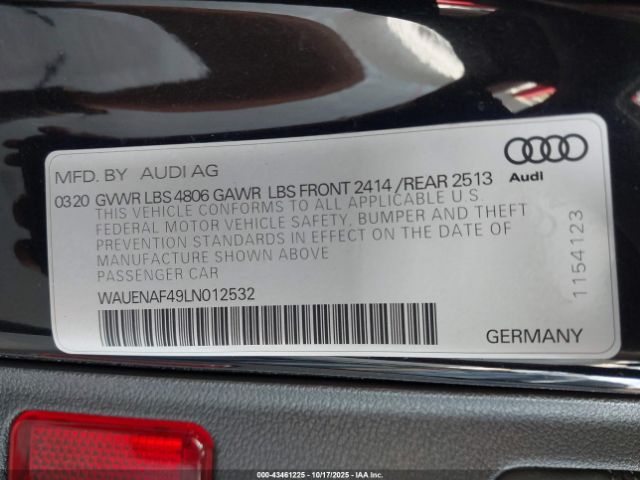 MFD. BY AUDI AG
Audi
0320 GVWR LBS 4806 GAWR LBS FRONT 2414 /REAR 2513
THIS VEHICLE CONFORMS TO ALL APPLICABLE U.S.
FEDERAL MOTOR VEHICLE SAFETY, BUMPER AND THEFT
PREVENTION STANDARDS IN EFFECT ON THE DATE OF
MANUFACTURE SHOWN ABOVE
PASSENGER CAR
WAUENAF49LN012532
1154123
GERMANY
000-43461225 - 10/17/2025 - COPYRIGHT: IAA, Inc.